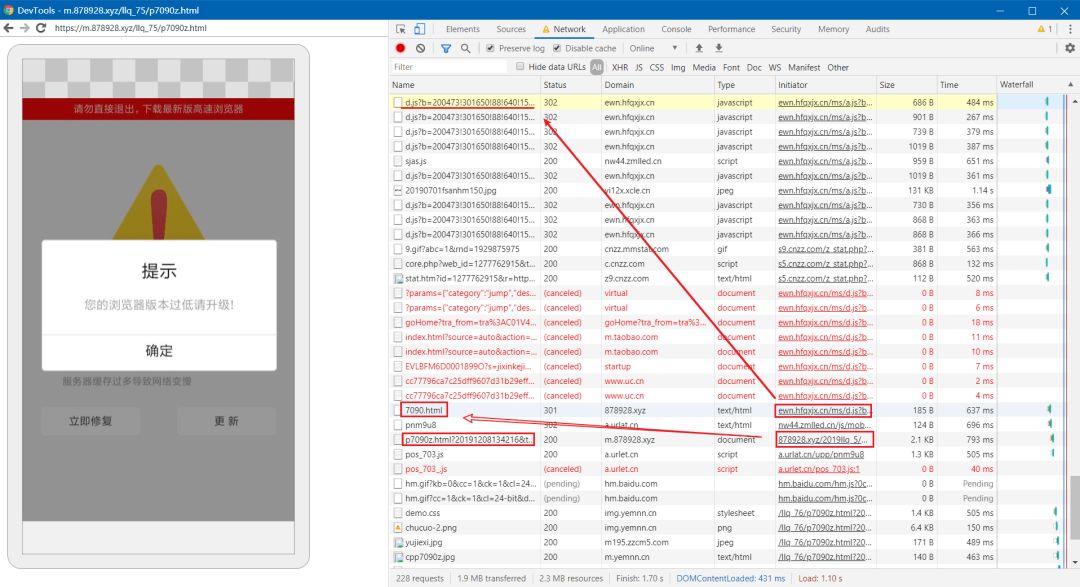 DevTools - m.878928.xyz/llq_75/p7090z.html
https://m.878928.xyz/llq_75/p7090z.html
请勿直接退出，下载最新版高速浏览器
提示
您的浏览器版本过低请升级!
确定
服务器缓存过多导致网络变慢
立即修复 更 新
Elements Sources Network Application Console Performance Security Memory Audits 1
Preserve log Disable cache Online
Filter Hide data URLs All XHR JS CSS Img Media Font Doc WS Manifest Other
Name Status Domain Type Initiator Size Time Waterfall
d.js?b=200473!301650!88!640!15... 302 ewn.hfqxjx.cn javascript ewn.hfqxjx.cn/ms/a.js?b... 686 B 484 ms
d.js?b=200473!301650!88!640!15... 302 ewn.hfqxjx.cn javascript ewn.hfqxjx.cn/ms/a.js?b... 901 B 267 ms
d.js?b=200473!301650!88!640!15... 302 ewn.hfqxjx.cn javascript ewn.hfqxjx.cn/ms/a.js?b... 739 B 379 ms
d.js?b=200473!301650!88!640!15... 302 ewn.hfqxjx.cn javascript ewn.hfqxjx.cn/ms/a.js?b... 1019 B 387 ms
sjas.js 200 nw44.zmlled.cn script ewn.hfqxjx.cn/ms/a.js?b... 959 B 651 ms
d.js?b=200473!301650!88!640!15... 200 ewn.hfqxjx.cn javascript ewn.hfqxjx.cn/ms/a.js?b... 1019 B 361 ms
20190701fsanhm150.jpg 200 vi12x.xcle.cn jpeg ewn.hfqxjx.cn/ms/a.js?b... 131 KB 1.14 s
d.js?b=200473!301650!88!640!15... 200 ewn.hfqxjx.cn javascript ewn.hfqxjx.cn/ms/a.js?b... 730 B 356 ms
d.js?b=200473!301650!88!640!15... 200 ewn.hfqxjx.cn javascript ewn.hfqxjx.cn/ms/a.js?b... 868 B 363 ms
d.js?b=200473!301650!88!640!15... 200 ewn.hfqxjx.cn javascript ewn.hfqxjx.cn/ms/a.js?b... 868 B 366 ms
9.gif?abc=1&rnd=1929875975 200 cnzz.mmstat.com gif s9.cnzz.com/z_stat.php?... 381 B 563 ms
core.php?web_id=1277762915&t... 200 c.cnzz.com script s5.cnzz.com/z_stat.php?... 868 B 132 ms
stat.htm?id=1277762915&r=http... 200 z9.cnzz.com text/html s5.cnzz.com/z_stat.php?... 112 B 520 ms
?params={"category":"jump","des... (canceled) virtual document ewn.hfqxjx.cn/ms/d.js?b... 0 B 8 ms
?params={"category":"jump","des... (canceled) virtual document ewn.hfqxjx.cn/ms/d.js?b... 0 B 6 ms
goHome?tra_from=tra%3AC01V4... (canceled) goHome?tra_from=tra%3... document ewn.hfqxjx.cn/ms/d.js?b... 0 B 18 ms
index.html?source=auto&action=... (canceled) m.taobao.com document ewn.hfqxjx.cn/ms/d.js?b... 0 B 11 ms
index.html?source=auto&action=... (canceled) m.taobao.com document ewn.hfqxjx.cn/ms/d.js?b... 0 B 10 ms
EVLBFM6D0001899O?s=jixinkeji... (canceled) startup document ewn.hfqxjx.cn/ms/d.js?b... 0 B 7 ms
cc77796ca7c25dff9607d31b29eff... (canceled) www.uc.cn document ewn.hfqxjx.cn/ms/d.js?b... 0 B 2 ms
cc77796ca7c25dff9607d31b29eff... (canceled) www.uc.cn document ewn.hfqxjx.cn/ms/d.js?b... 0 B 4 ms
7090.html 301 878928.xyz text/html ewn.hfqxjx.cn/ms/d.js?b... 185 B 637 ms
pnm9u8 302 a.urlat.cn text/html nw44.zmlled.cn/js/mob... 124 B 696 ms
p7090z.html?20191208134216&t... 200 m.878928.xyz document 878928.xyz/2019llq_5/... 2.1 KB 793 ms
pos_703.js 200 a.urlet.cn script a.urlat.cn/upp/pnm9u8 1.3 KB 505 ms
pos_703_.js (canceled) a.urlet.cn script a.urlet.cn/pos_703.js:1 0 B 40 ms
hm.gif?kb=0&cc=1&ck=1&cl=24-... (pending) hm.baidu.com hm.baidu.com/hm.js?0c... 0 B Pending
hm.gif?cc=1&ck=1&cl=24-bit&d... (pending) hm.baidu.com hm.baidu.com/hm.js?0c... 0 B Pending
demo.css 200 img.yemnn.cn stylesheet /llq_76/p7090z.html?20... 1.4 KB 505 ms
chucuo-2.png 200 img.yemnn.cn png /llq_76/p7090z.html?20... 6.4 KB 150 ms
yujiexi.jpg 200 m195.zzcm5.com jpeg /llq_76/p7090z.html?20... 171 B 489 ms
cpp7090z.jpg 200 m.yemnn.cn text/html /llq_76/p7090z.html?20... 140 B 463 ms
228 requests 1.9 MB transferred 2.3 MB resources Finish: 1.70 s DOMContentLoaded: 431 ms Load: 1.10 s